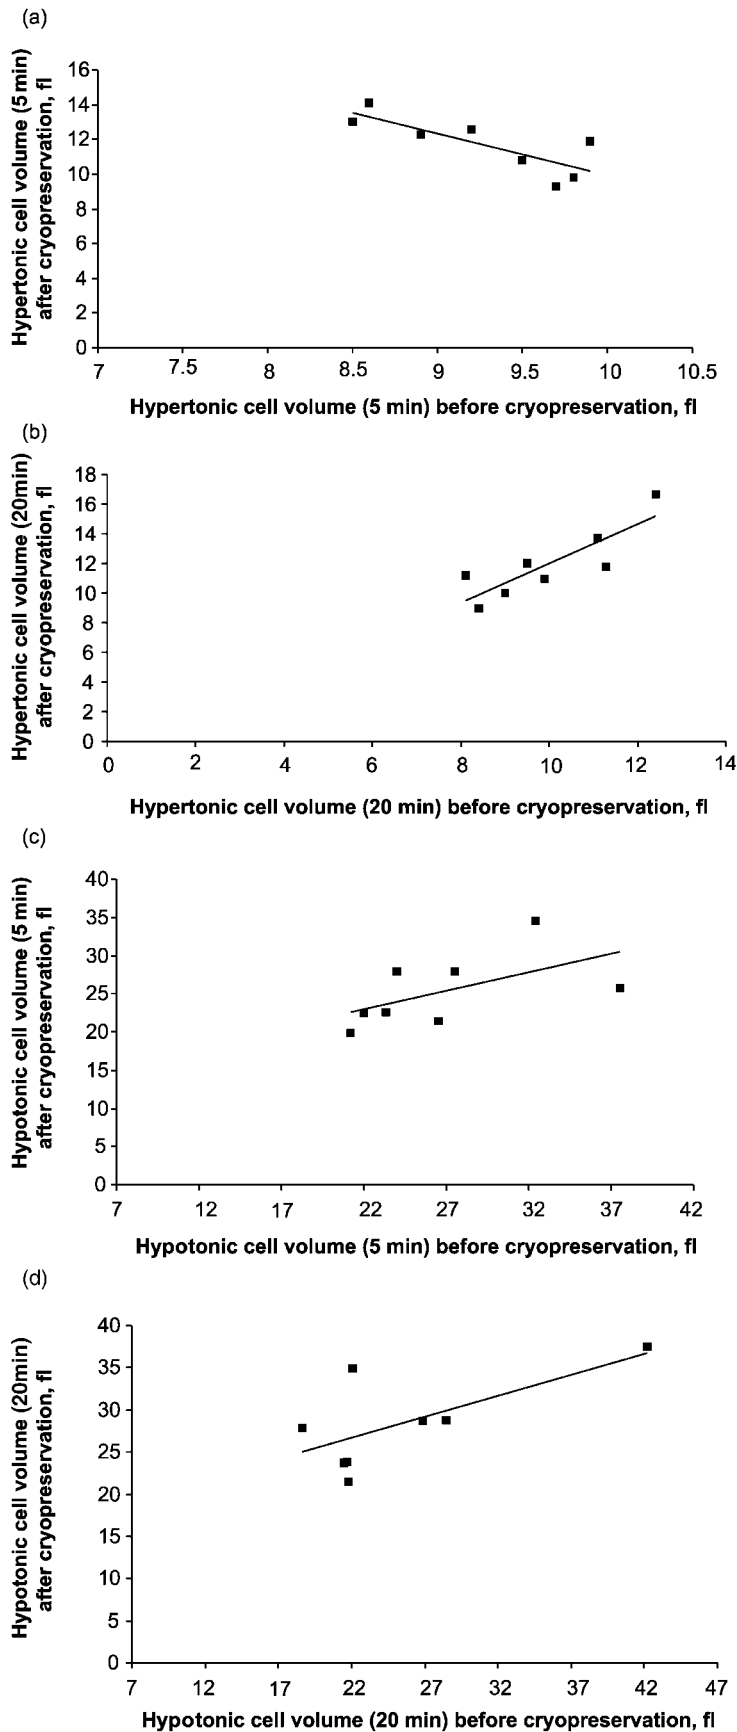 (a)
Hypertonic cell volume (5 min)
after cryopreservation, fl
16
14
12
10
8
6
4
2
0
7 7.5 8 8.5 9 9.5 10 10.5
Hypertonic cell volume (5 min) before cryopreservation, fl
(b)
Hypertonic cell volume (20min)
after cryopreservation, fl
18
16
14
12
10
8
6
4
2
0
0 2 4 6 8 10 12 14
Hypertonic cell volume (20 min) before cryopreservation, fl
(c)
Hypotonic cell volume (5 min)
after cryopreservation, fl
40
35
30
25
20
15
10
5
0
7 12 17 22 27 32 37 42
Hypotonic cell volume (5 min) before cryopreservation, fl
(d)
Hypotonic cell volume (20min)
after cryopreservation, fl
40
35
30
25
20
15
10
5
0
7 12 17 22 27 32 37 42 47
Hypotonic cell volume (20 min) before cryopreservation, fl